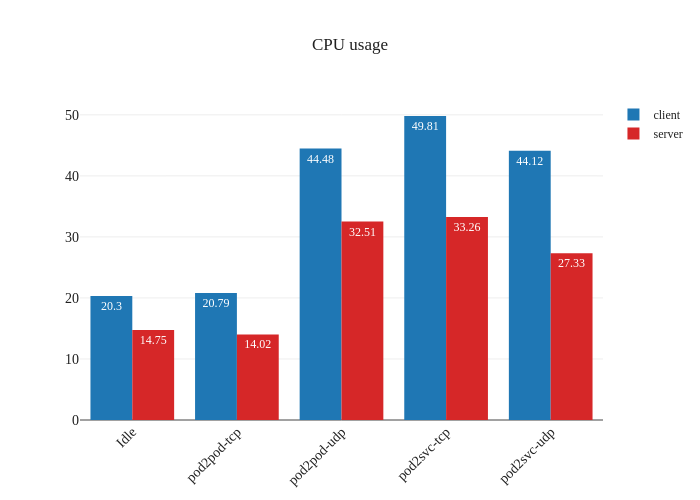 CPU usage
client
server
50
40
30
20
10
0
20.3
14.75
20.79
14.02
44.48
32.51
49.81
33.26
44.12
27.33
Idle
pod2pod-tcp
pod2pod-udp
pod2svc-tcp
pod2svc-udp